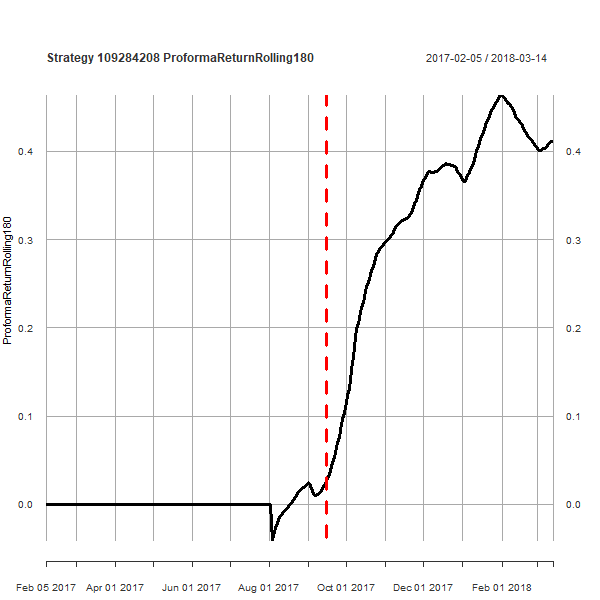 Strategy 109284208 ProformaReturnRolling180
2017-02-05 / 2018-03-14
ProformaReturnRolling180
0.4
0.4
0.3
0.3
0.2
0.2
0.1
0.1
0.0
0.0
Feb 05 2017
Apr 01 2017
Jun 01 2017
Aug 01 2017
Oct 01 2017
Dec 01 2017
Feb 01 2018